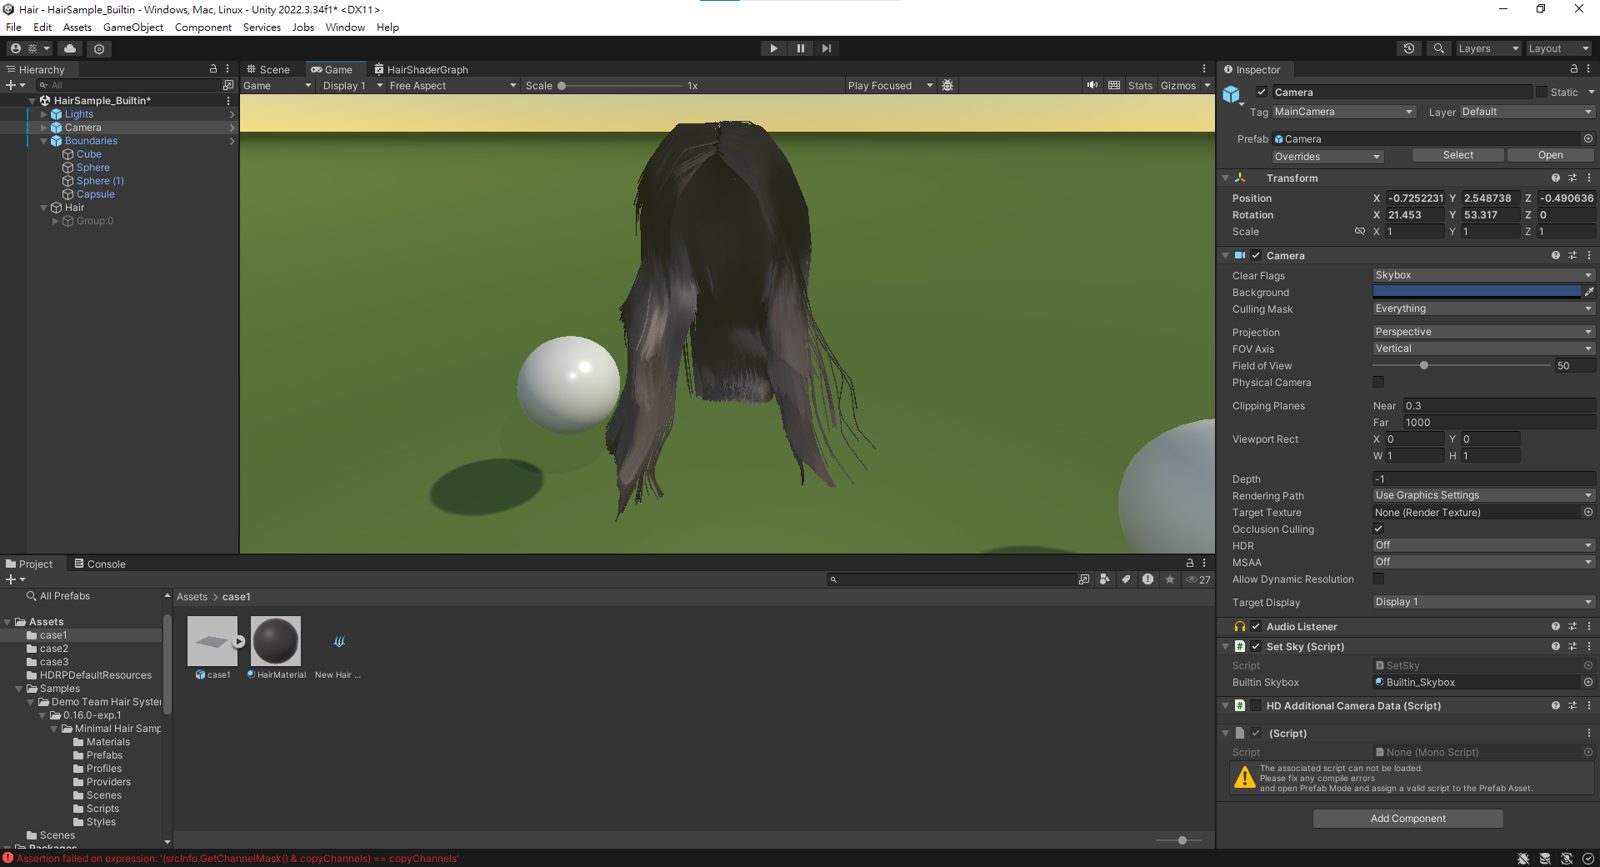 Hair - HairSample_Builtin - Windows, Mac, Linux - Unity 2022.3.34f1* <DX11>
File Edit Assets GameObject Component Services Jobs Window Help
Layers Layout
Hierarchy
All
HairSample_Builtin*
Lights
Camera
Boundaries
Cube
Sphere
Sphere (1)
Capsule
Hair
Group:0
Scene Game HairShaderGraph
Game Display 1 Free Aspect Scale 1x Play Focused Stats Gizmos
Inspector
Camera Static
Tag MainCamera Layer Default
Prefab Camera
Overrides Select Open
Transform
Position X -0.7252231 Y 2.548738 Z -0.490636
Rotation X 21.453 Y 53.317 Z 0
Scale X 1 Y 1 Z 1
Camera
Clear Flags Skybox
Background
Culling Mask Everything
Projection Perspective
FOV Axis Vertical
Field of View 50
Physical Camera
Clipping Planes Near 0.3
Far 1000
Viewport Rect X 0 Y 0
W 1 H 1
Depth -1
Rendering Path Use Graphics Settings
Target Texture None (Render Texture)
Occlusion Culling
HDR Off
MSAA Off
Allow Dynamic Resolution
Target Display Display 1
Audio Listener
Set Sky (Script)
Script SetSky
Builtin Skybox Builtin_Skybox
HD Additional Camera Data (Script)
(Script)
Script None (Mono Script)
The associated script can not be loaded.
Please fix any compile errors
and open Prefab Mode and assign a valid script to the Prefab Asset.
Add Component
Project Console
27
All Prefabs
Assets
case1
case2
case3
HDRPDefaultResources
Samples
Demo Team Hair Syster
0.16.0-exp.1
Minimal Hair Samp
Materials
Prefabs
Profiles
Providers
Scenes
Scripts
Styles
Scenes
Packages
Assets > case1
case1 HairMaterial New Hair ...
Assertion failed on expression: '(srcInfo.GetChannelMask() & copyChannels) == copyChannels'